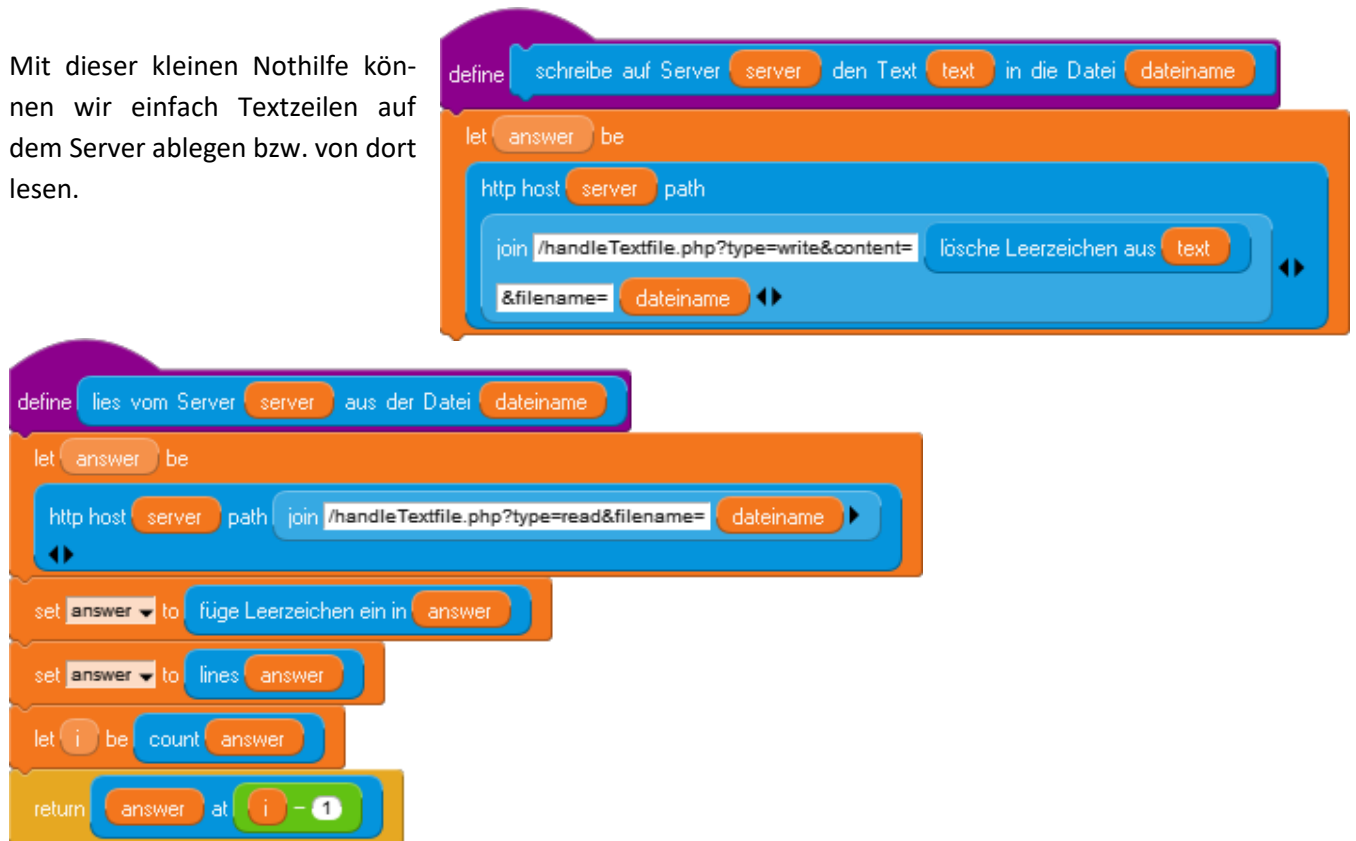 Mit dieser kleinen Nothilfe kön-
nen wir einfach Textzeilen auf
dem Server ablegen bzw. von dort
lesen.
define schreibe auf Server server den Text text in die Datei dateiname
let answer be
http host server path
join /handleTextfile.php?type=write&content= lösche Leerzeichen aus text
&filename= dateiname
define lies vom Server server aus der Datei dateiname
let answer be
http host server path join /handleTextfile.php?type=read&filename= dateiname
set answer to füge Leerzeichen ein in answer
set answer to lines answer
let i be count answer
return answer at i - 1